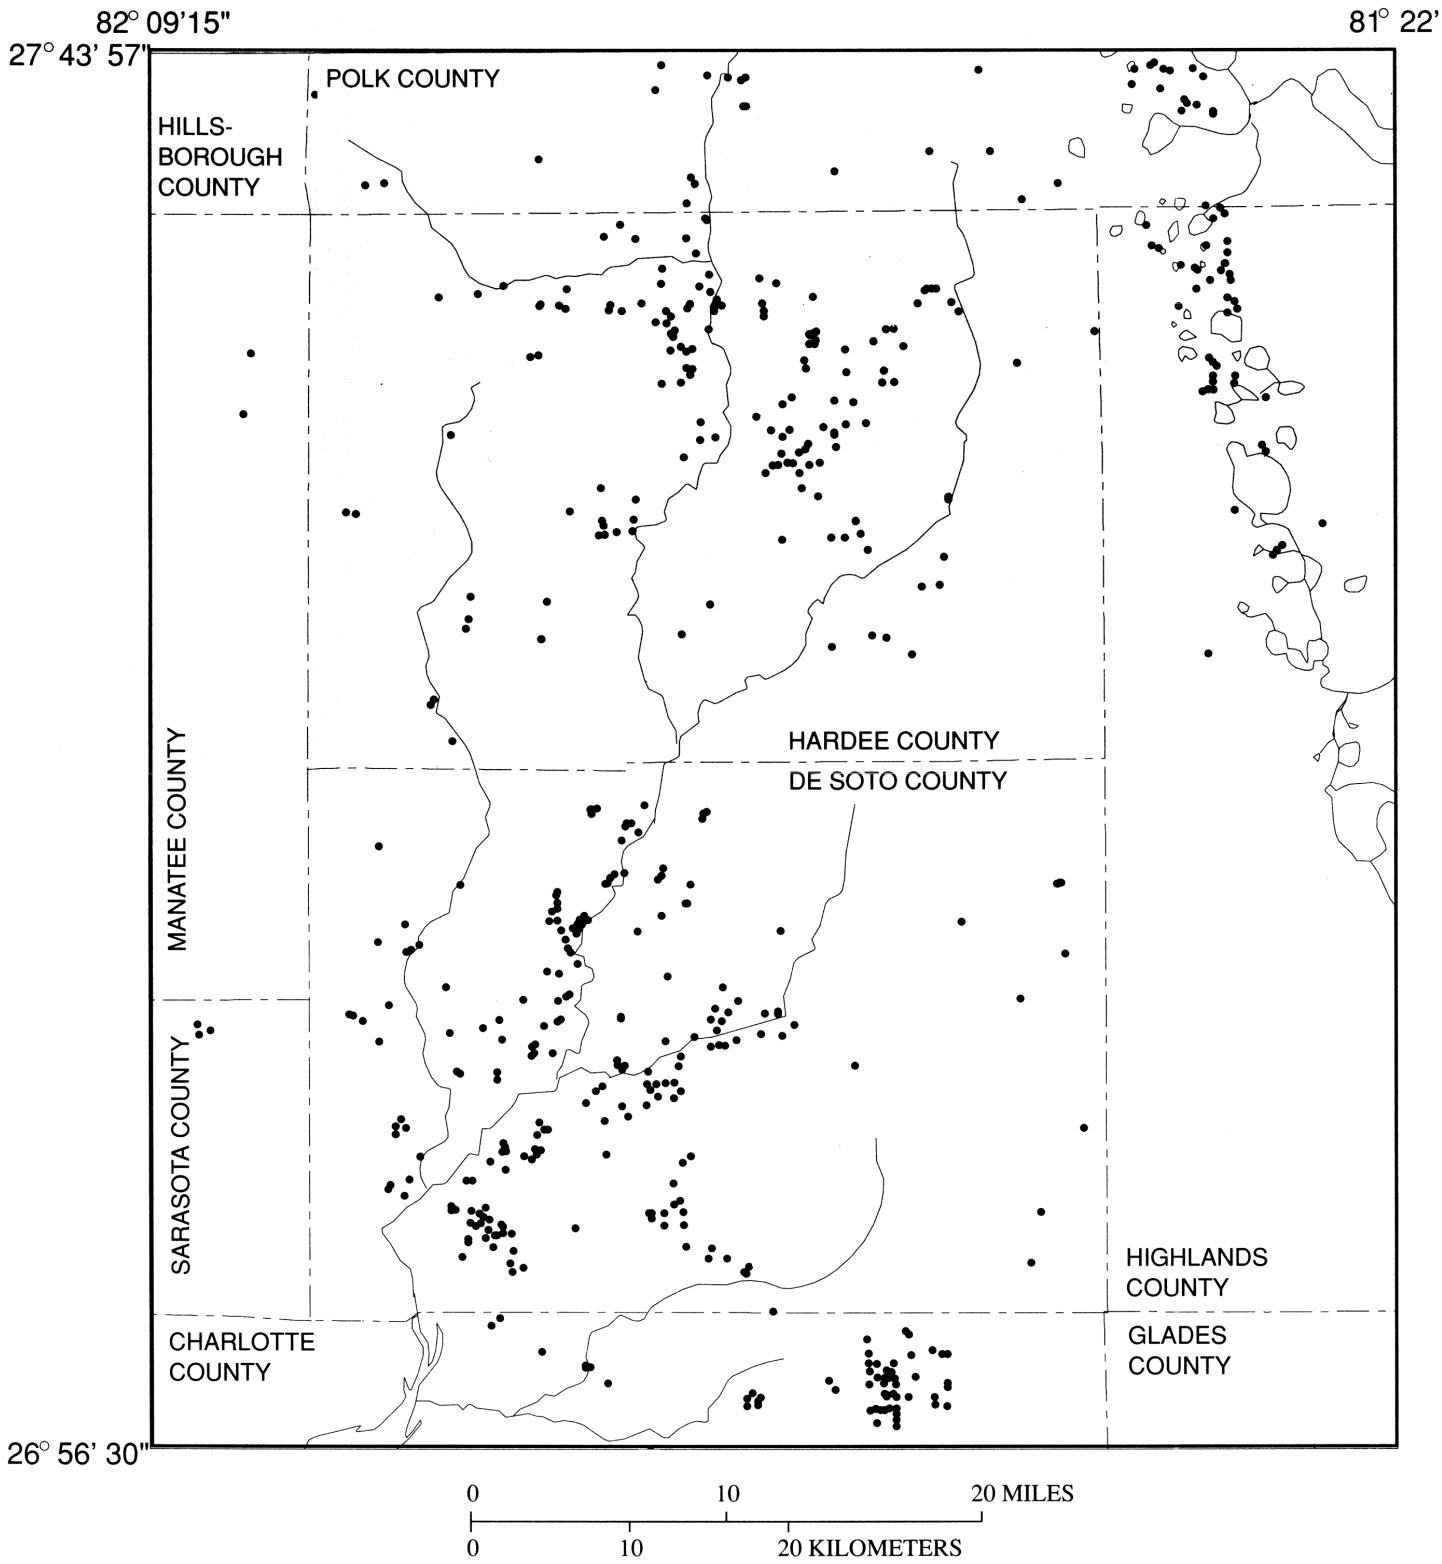 82° 09'15"
81° 22'
27° 43' 57"
POLK COUNTY
HILLS-
BOROUGH
COUNTY
HARDEE COUNTY
DE SOTO COUNTY
MANATEE COUNTY
SARASOTA COUNTY
HIGHLANDS
COUNTY
CHARLOTTE
COUNTY
GLADES
COUNTY
26° 56' 30"
0 10 20 MILES
0 10 20 KILOMETERS